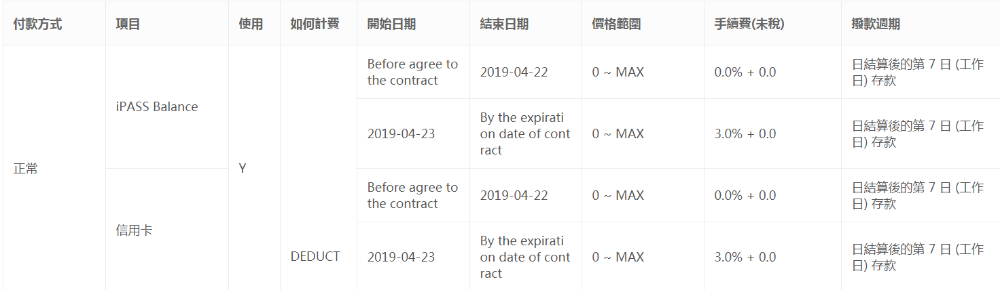 付款方式 項目 使用 如何計費 開始日期 結束日期 價格範圍 手續費(未稅) 撥款週期
正常
iPASS Balance
Y
DEDUCT
Before agree to
the contract
2019-04-22
0 ~ MAX
0.0% + 0.0
日結算後的第 7 日 (工作
日) 存款
2019-04-23
By the expirati
on date of cont
ract
0 ~ MAX
3.0% + 0.0
日結算後的第 7 日 (工作
日) 存款
信用卡
Before agree to
the contract
2019-04-22
0 ~ MAX
0.0% + 0.0
日結算後的第 7 日 (工作
日) 存款
2019-04-23
By the expirati
on date of cont
ract
0 ~ MAX
3.0% + 0.0
日結算後的第 7 日 (工作
日) 存款